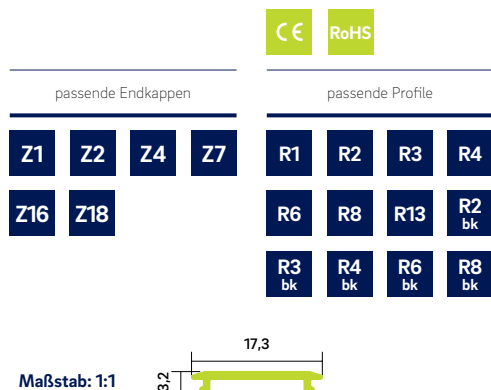 CE RoHS
passende Endkappen
Z1 Z2 Z4 Z7
Z16 Z18
passende Profile
R1 R2 R3 R4
R6 R8 R13 R2 bk
R3 bk R4 bk R6 bk R8 bk
17,3
3,2
Maßstab: 1:1